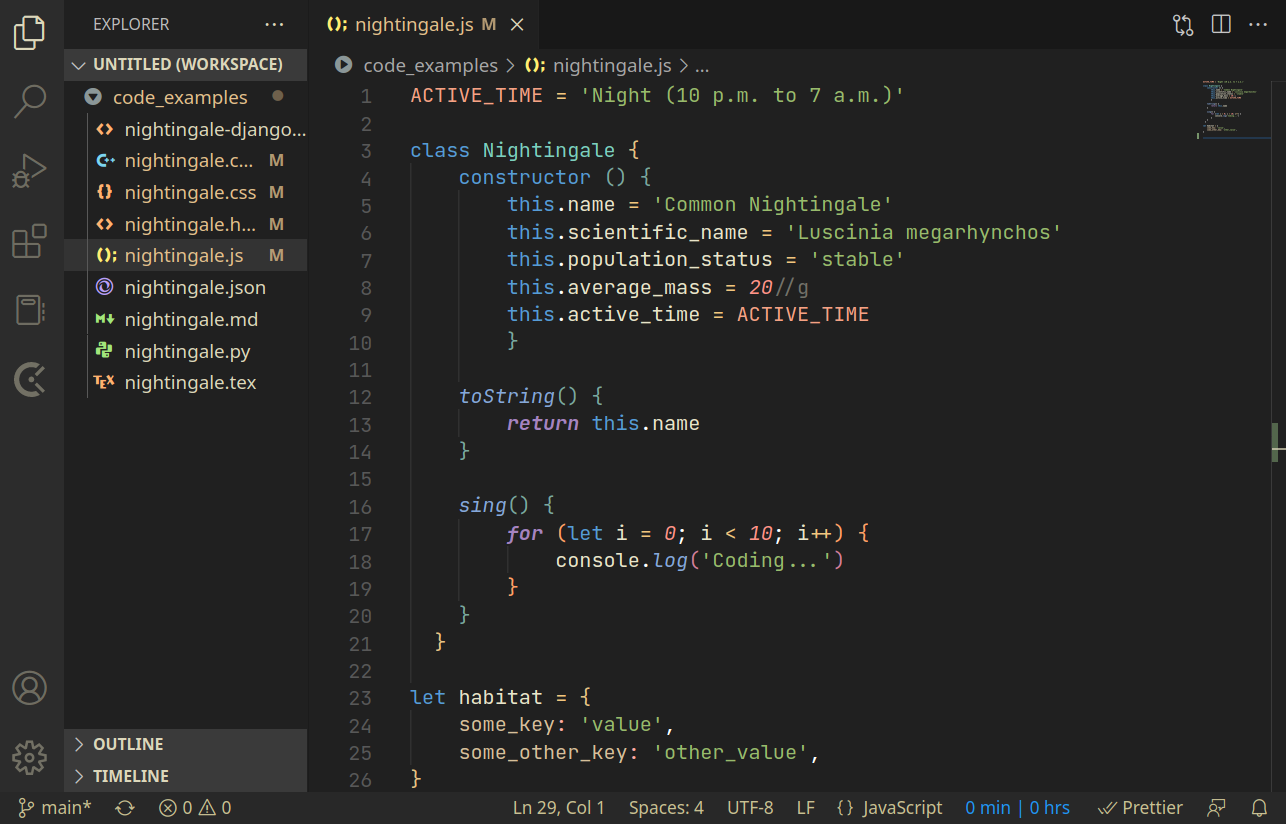 EXPLORER ···
nightingale.js M
UNTITLED (WORKSPACE)
code_examples > nightingale.js > ...
code_examples
nightingale-django...
nightingale.c... M
nightingale.css M
nightingale.h... M
nightingale.js M
nightingale.json
nightingale.md
nightingale.py
nightingale.tex
1 ACTIVE_TIME = 'Night (10 p.m. to 7 a.m.)'
2
3 class Nightingale {
4     constructor () {
5         this.name = 'Common Nightingale'
6         this.scientific_name = 'Luscinia megarhynchos'
7         this.population_status = 'stable'
8         this.average_mass = 20//g
9         this.active_time = ACTIVE_TIME
10         }
11
12     toString() {
13         return this.name
14     }
15
16     sing() {
17         for (let i = 0; i < 10; i++) {
18             console.log('Coding...')
19         }
20     }
21   }
22
23 let habitat = {
24     some_key: 'value',
25     some_other_key: 'other_value',
26 }
OUTLINE
TIMELINE
main* 0 0 Ln 29, Col 1 Spaces: 4 UTF-8 LF {} JavaScript 0 min | 0 hrs Prettier